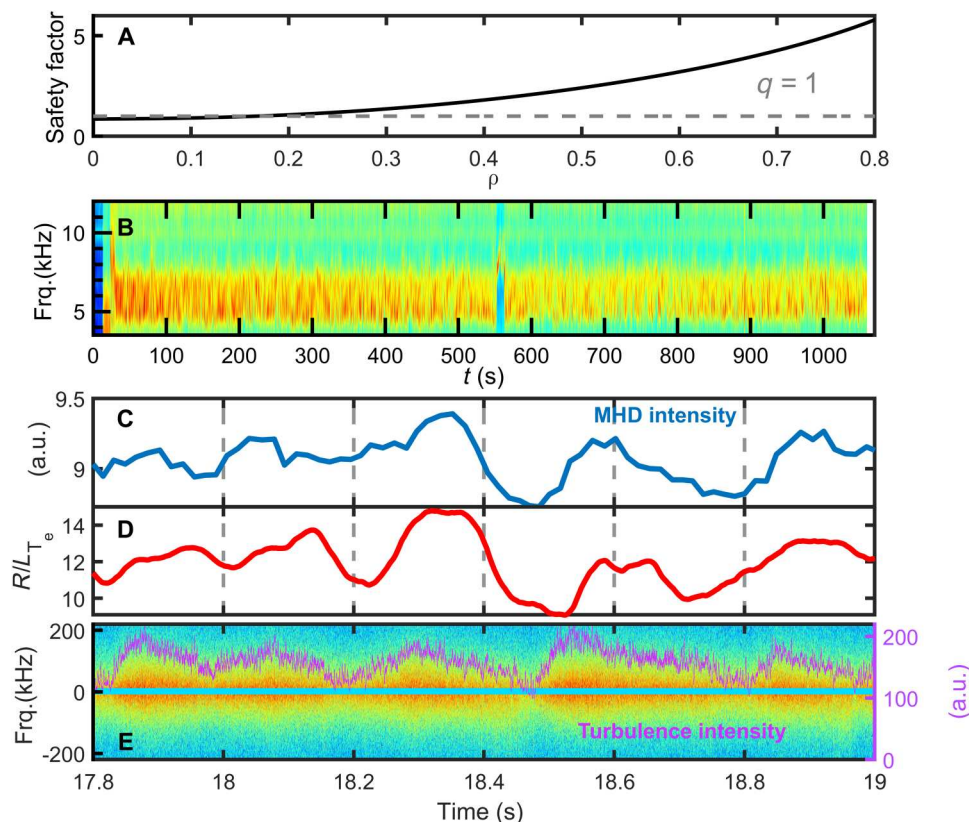 A
Safety factor
5
0
q = 1
0 0.1 0.2 0.3 0.4 0.5 0.6 0.7 0.8
ρ
B
Frq.(kHz)
10
5
0 100 200 300 400 500 600 700 800 900 1000
t (s)
C
MHD intensity
(a.u.)
9.5
9
D
R/L_Te
14
12
10
E
Frq.(kHz)
200
0
-200
Turbulence intensity
200
100
0
(a.u.)
17.8 18 18.2 18.4 18.6 18.8 19
Time (s)